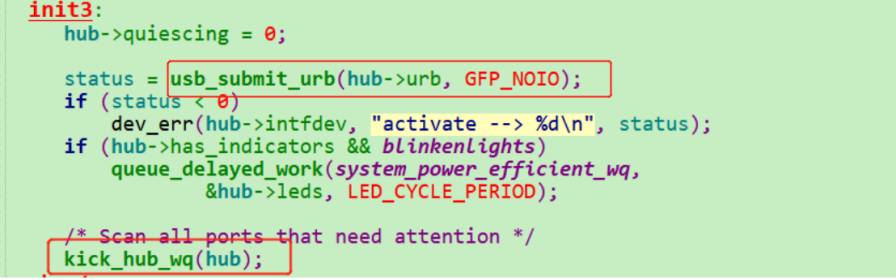 init3:
hub->quiescing = 0;
status = usb_submit_urb(hub->urb, GFP_NOIO);
if (status < 0)
dev_err(hub->intfdev, "activate --> %d\n", status);
if (hub->has_indicators && blinkenlights)
queue_delayed_work(system_power_efficient_wq,
&hub->leds, LED_CYCLE_PERIOD);
/* Scan all ports that need attention */
kick_hub_wq(hub);